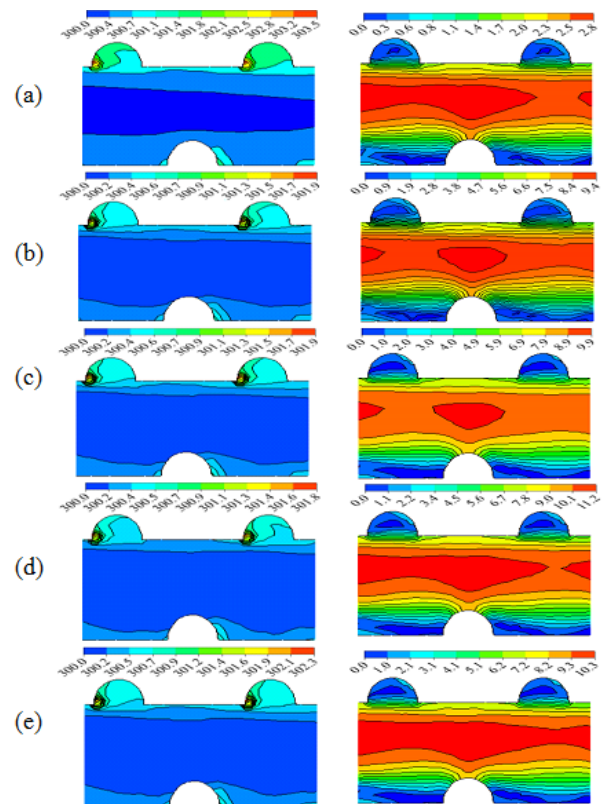 300.0 300.4 300.7 301.1 301.4 301.8 302.1 302.5 302.8 303.2 303.5
0.0 0.3 0.6 0.8 1.1 1.4 1.7 2.0 2.3 2.5 2.8
(a)
300.0 300.2 300.4 300.6 300.7 300.9 301.1 301.3 301.5 301.7 301.9
0.0 0.9 1.9 2.8 3.8 4.7 5.6 6.6 7.5 8.4 9.4
(b)
300.0 300.2 300.4 300.6 300.7 300.9 301.1 301.3 301.5 301.7 301.9
0.0 1.0 2.0 3.0 4.0 4.9 5.9 6.9 7.9 8.9 9.9
(c)
300.0 300.2 300.4 300.5 300.7 300.9 301.1 301.3 301.4 301.6 301.8
0.0 1.1 2.2 3.4 4.5 5.6 6.7 7.8 9.0 10.1 11.2
(d)
300.0 300.2 300.5 300.7 300.9 301.2 301.4 301.6 301.9 302.1 302.3
0.0 1.0 2.1 3.1 4.1 5.1 6.2 7.2 8.2 9.3 10.3
(e)